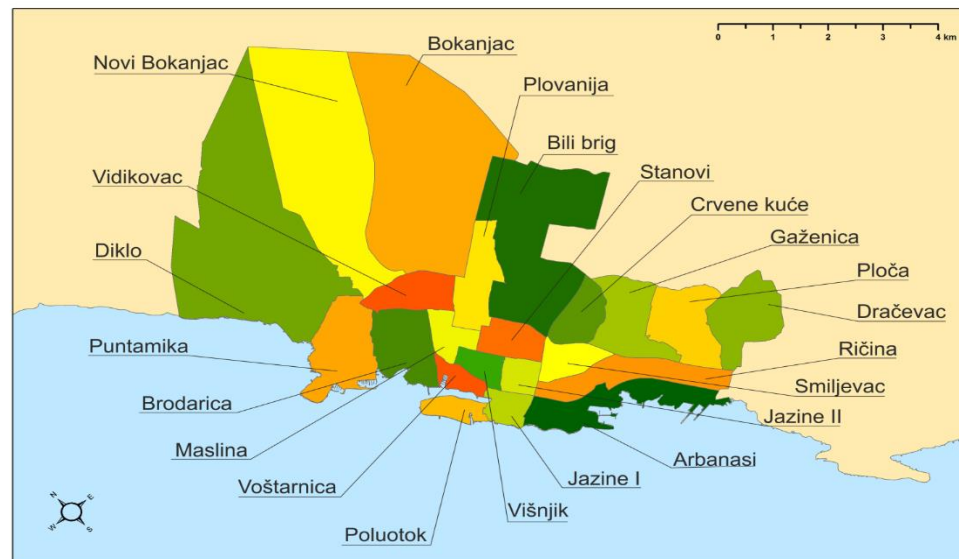 0 1 2 3 4 km
Bokanjac
Novi Bokanjac
Plovanija
Bili brig
Stanovi
Vidikovac
Crvene kuće
Gaženica
Diklo
Ploča
Dračevac
Puntamika
Ričina
Brodarica
Smiljevac
Jazine II
Maslina
Arbanasi
Jazine I
Voštarnica
Višnjik
Poluotok
N E
W S